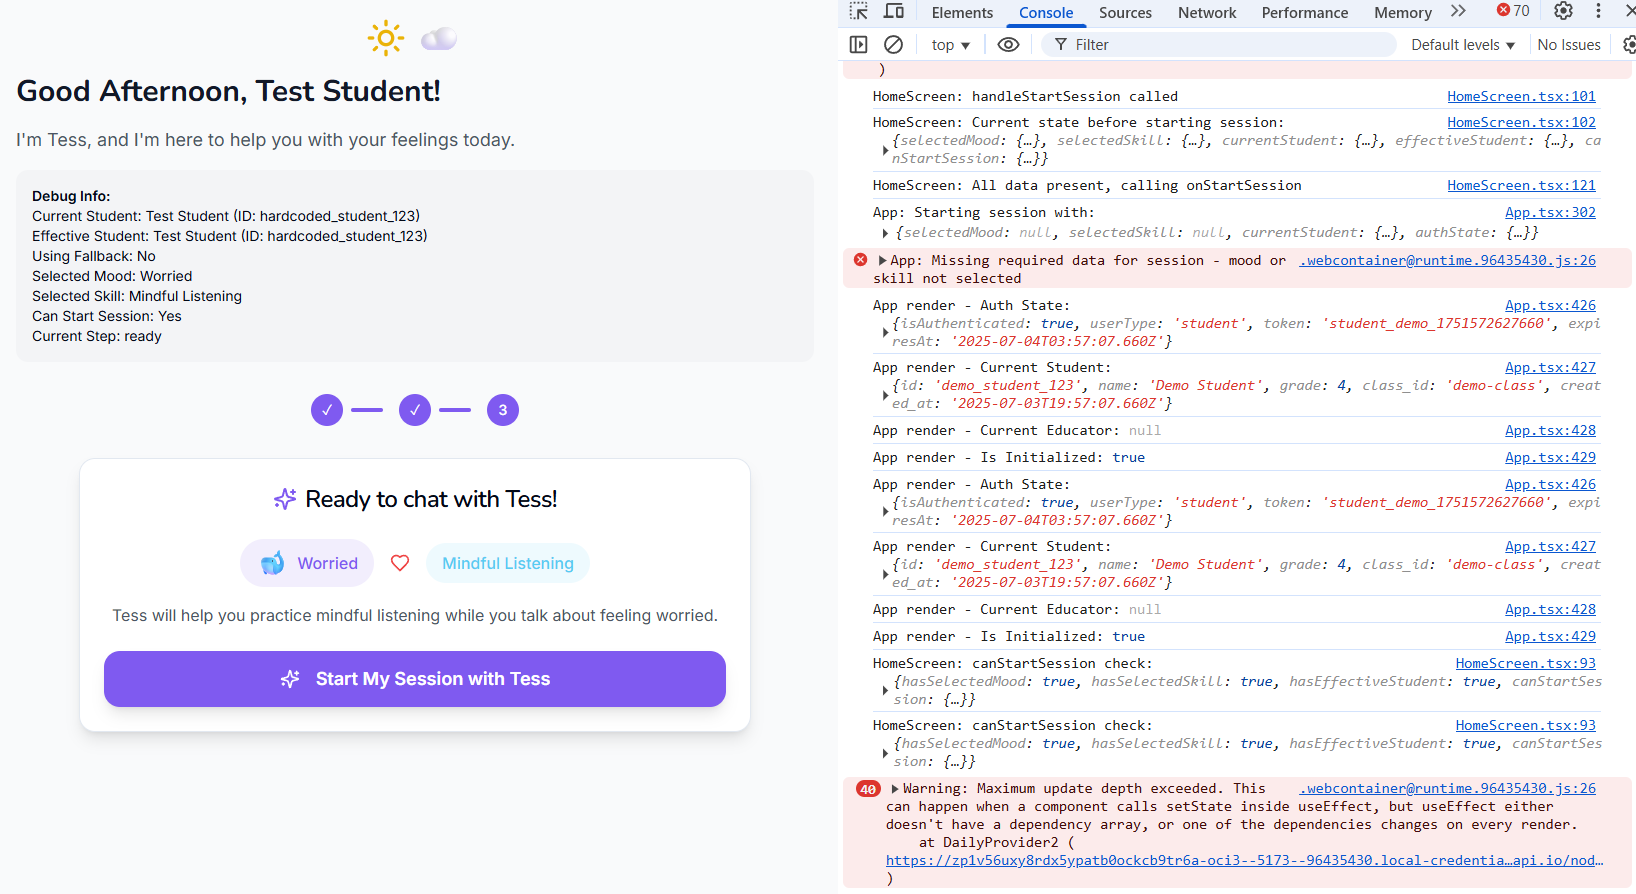 Good Afternoon, Test Student!
I'm Tess, and I'm here to help you with your feelings today.
Debug Info:
Current Student: Test Student (ID: hardcoded_student_123)
Effective Student: Test Student (ID: hardcoded_student_123)
Using Fallback: No
Selected Mood: Worried
Selected Skill: Mindful Listening
Can Start Session: Yes
Current Step: ready
✓ ✓ 3
Ready to chat with Tess!
Worried Mindful Listening
Tess will help you practice mindful listening while you talk about feeling worried.
Start My Session with Tess
Elements Console Sources Network Performance Memory 70
top Filter Default levels No Issues
)
HomeScreen: handleStartSession called HomeScreen.tsx:101
HomeScreen: Current state before starting session: HomeScreen.tsx:102
{selectedMood: {…}, selectedSkill: {…}, currentStudent: {…}, effectiveStudent: {…}, ca
nStartSession: {…}}
HomeScreen: All data present, calling onStartSession HomeScreen.tsx:121
App: Starting session with: App.tsx:302
{selectedMood: null, selectedSkill: null, currentStudent: {…}, authState: {…}}
App: Missing required data for session - mood or .webcontainer@runtime.96435430.js:26
skill not selected
App render - Auth State: App.tsx:426
{isAuthenticated: true, userType: 'student', token: 'student_demo_1751572627660', expi
resAt: '2025-07-04T03:57:07.660Z'}
App render - Current Student: App.tsx:427
{id: 'demo_student_123', name: 'Demo Student', grade: 4, class_id: 'demo-class', creat
ed_at: '2025-07-03T19:57:07.660Z'}
App render - Current Educator: null App.tsx:428
App render - Is Initialized: true App.tsx:429
App render - Auth State: App.tsx:426
{isAuthenticated: true, userType: 'student', token: 'student_demo_1751572627660', expi
resAt: '2025-07-04T03:57:07.660Z'}
App render - Current Student: App.tsx:427
{id: 'demo_student_123', name: 'Demo Student', grade: 4, class_id: 'demo-class', creat
ed_at: '2025-07-03T19:57:07.660Z'}
App render - Current Educator: null App.tsx:428
App render - Is Initialized: true App.tsx:429
HomeScreen: canStartSession check: HomeScreen.tsx:93
{hasSelectedMood: true, hasSelectedSkill: true, hasEffectiveStudent: true, canStartSes
sion: {…}}
HomeScreen: canStartSession check: HomeScreen.tsx:93
{hasSelectedMood: true, hasSelectedSkill: true, hasEffectiveStudent: true, canStartSes
sion: {…}}
40 Warning: Maximum update depth exceeded. This .webcontainer@runtime.96435430.js:26
can happen when a component calls setState inside useEffect, but useEffect either
doesn't have a dependency array, or one of the dependencies changes on every render.
at DailyProvider2 (
https://zp1v56uxy8rdx5ypatb0ockcb9tr6a-oci3--5173--96435430.local-credentia…api.io/nod…
)